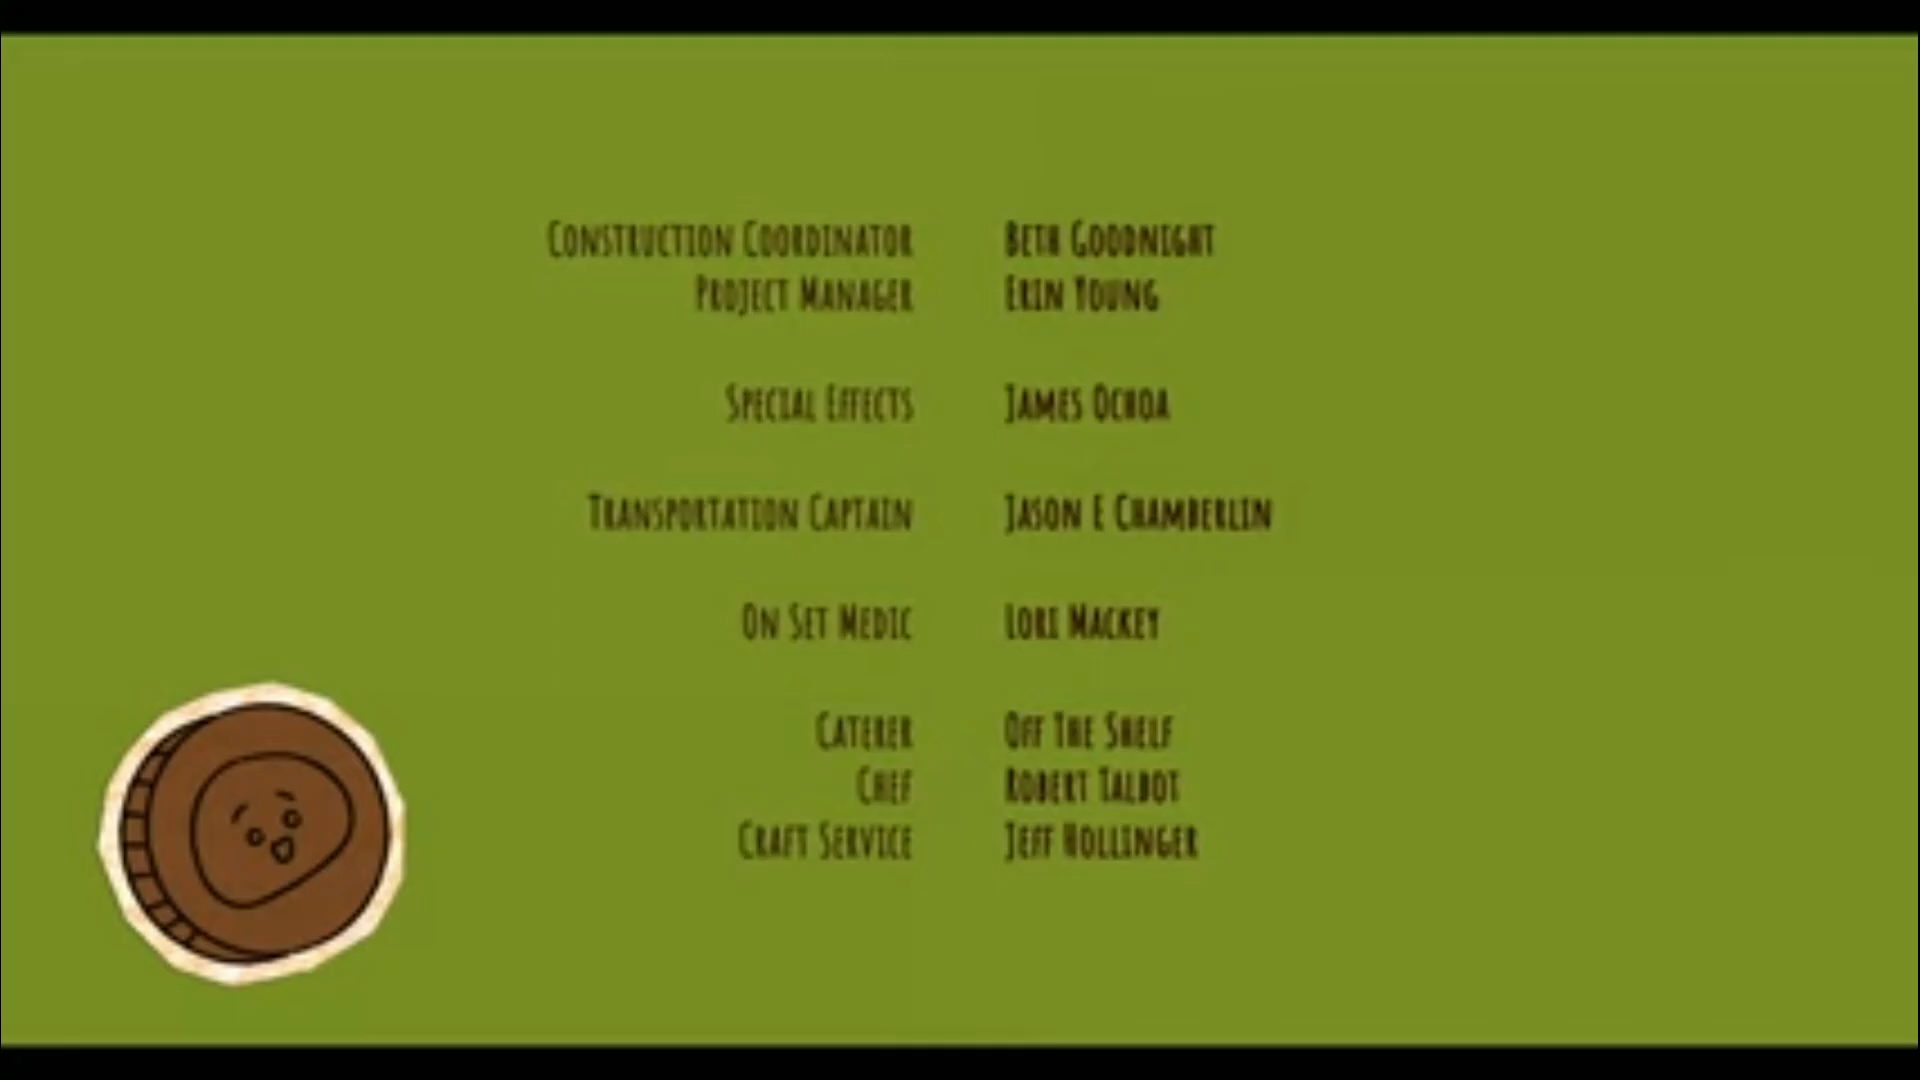 Construction Coordinator Beth Goodnight
Project Manager Erin Young
Special Effects James Ochoa
Transportation Captain Jason E Chamberlin
On Set Medic Lori Mackey
Caterer Off The Shelf
Chef Robert Talbot
Craft Service Jeff Hollinger